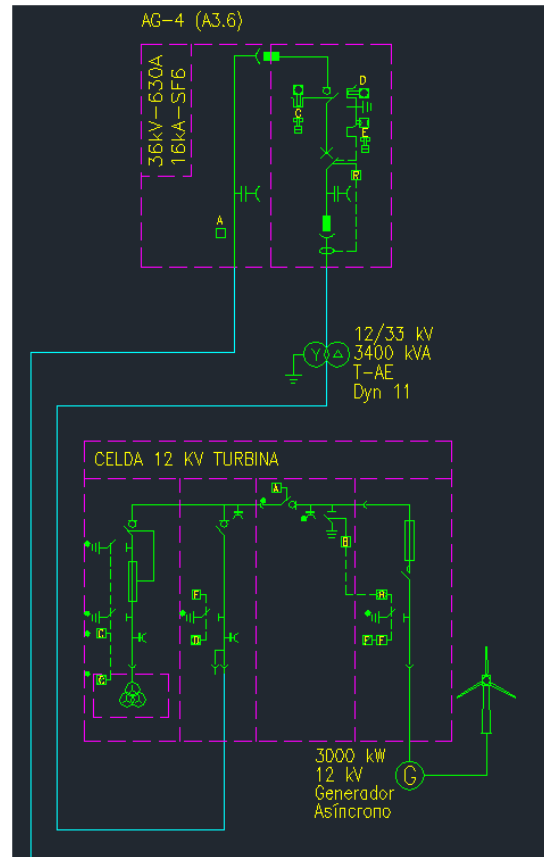 AG-4 (A3.6)
36kV-630A
16kA-SF6
D
C
E
R
A
12/33 kV
3400 kVA
T-AE
Dyn 11
Y
CELDA 12 KV TURBINA
A
F
P F
3000 kW
12 kV
Generador
Asíncrono
G